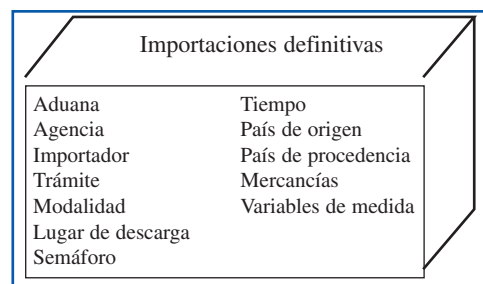 Importaciones definitivas
Aduana
Agencia
Importador
Trámite
Modalidad
Lugar de descarga
Semáforo
Tiempo
País de origen
País de procedencia
Mercancías
Variables de medida